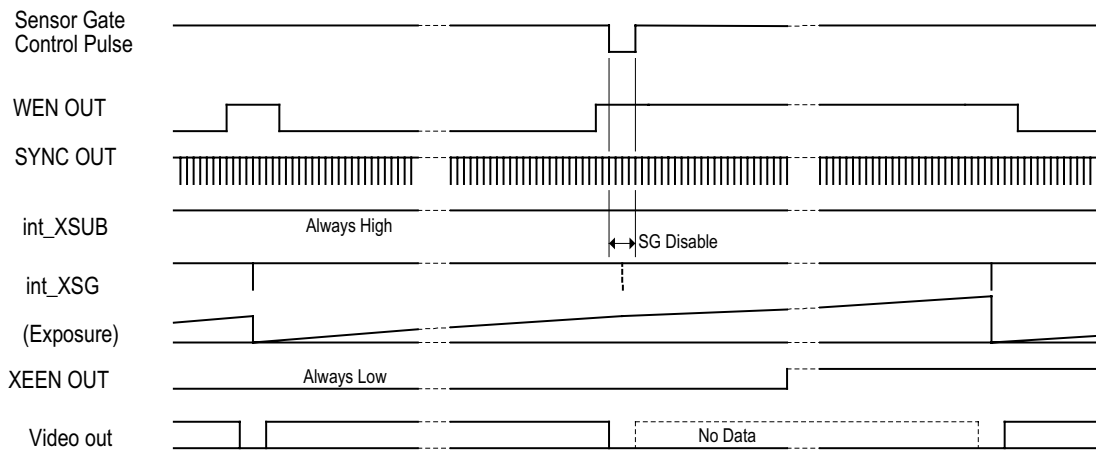 Sensor Gate
Control Pulse
WEN OUT
SYNC OUT
int_XSUB
Always High
SG Disable
int_XSG
(Exposure)
XEEN OUT
Always Low
Video out
No Data